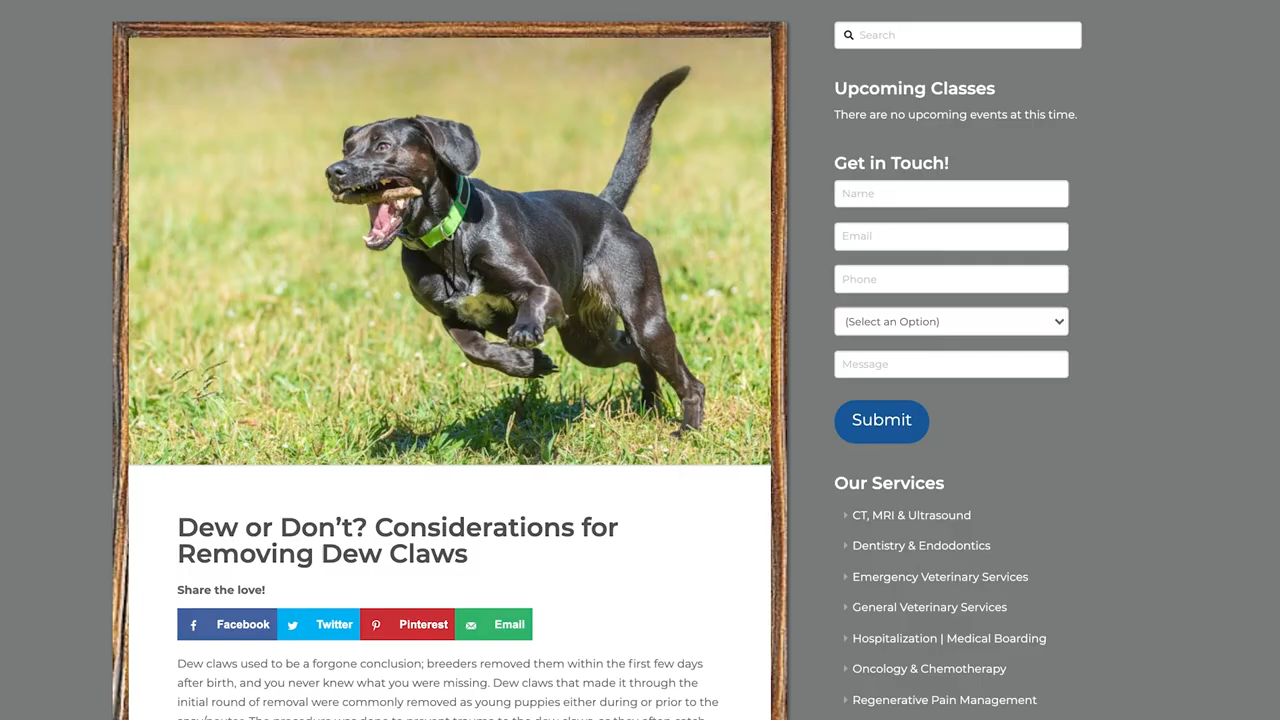 Search
Upcoming Classes
There are no upcoming events at this time.
Get in Touch!
Name
Email
Phone
(Select an Option)
Message
Submit
Our Services
CT, MRI & Ultrasound
Dentistry & Endodontics
Emergency Veterinary Services
General Veterinary Services
Hospitalization | Medical Boarding
Oncology & Chemotherapy
Regenerative Pain Management
Dew or Don’t? Considerations for
Removing Dew Claws
Share the love!
Facebook Twitter Pinterest Email
Dew claws used to be a forgone conclusion; breeders removed them within the first few days
after birth, and you never knew what you were missing. Dew claws that made it through the
initial round of removal were commonly removed as young puppies either during or prior to the